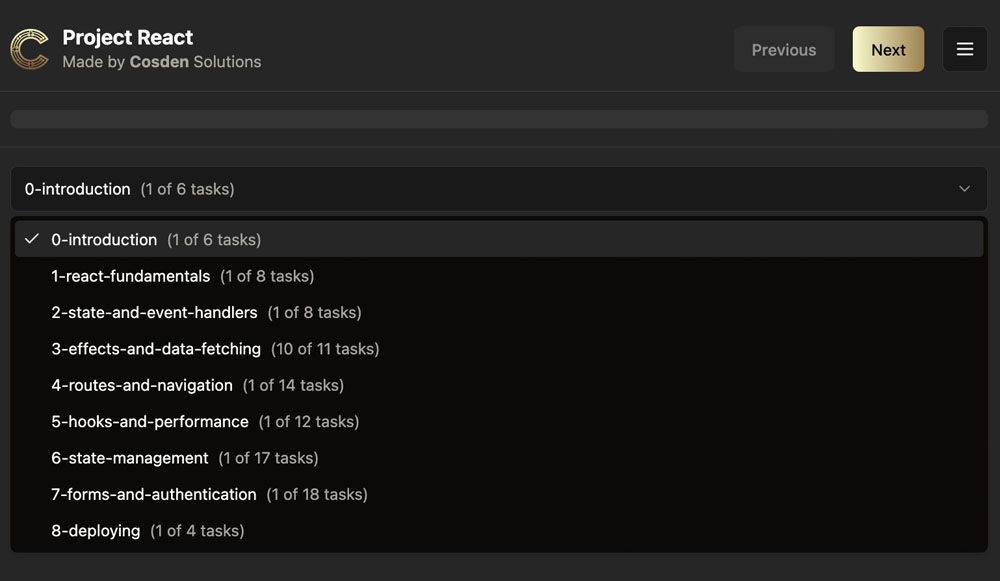 Project React
Made by Cosden Solutions
Previous
Next
0-introduction (1 of 6 tasks)
0-introduction (1 of 6 tasks)
1-react-fundamentals (1 of 8 tasks)
2-state-and-event-handlers (1 of 8 tasks)
3-effects-and-data-fetching (10 of 11 tasks)
4-routes-and-navigation (1 of 14 tasks)
5-hooks-and-performance (1 of 12 tasks)
6-state-management (1 of 17 tasks)
7-forms-and-authentication (1 of 18 tasks)
8-deploying (1 of 4 tasks)